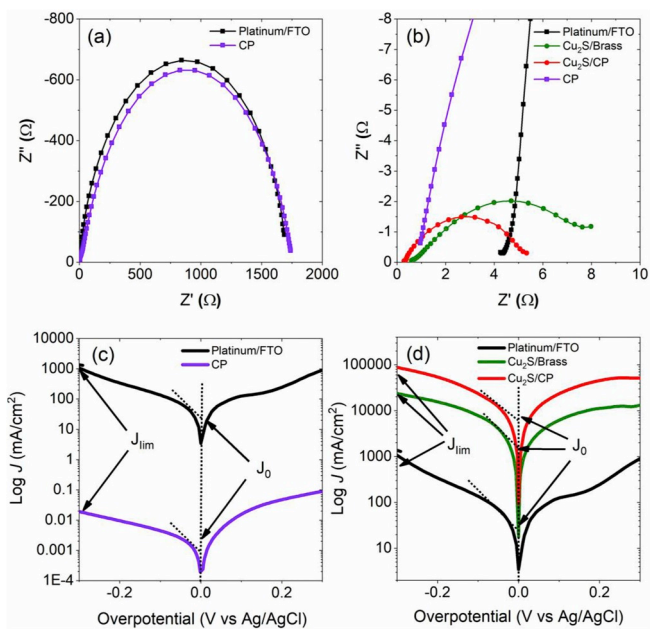 (a)
Platinum/FTO
CP
-800
-600
-400
-200
0
Z" (Ω)
0
500
1000
1500
2000
Z' (Ω)
(b)
Platinum/FTO
Cu₂S/Brass
Cu₂S/CP
CP
-8
-7
-6
-5
-4
-3
-2
-1
0
Z" (Ω)
0
2
4
6
8
10
Z' (Ω)
(c)
Platinum/FTO
CP
10000
1000
100
10
1
0.1
0.01
0.001
1E-4
Log J (mA/cm²)
J_lim
J₀
-0.2
0.0
0.2
Overpotential (V vs Ag/AgCl)
(d)
Platinum/FTO
Cu₂S/Brass
Cu₂S/CP
100000
10000
1000
100
10
Log J (mA/cm²)
J_lim
J₀
-0.2
0.0
0.2
Overpotential (V vs Ag/AgCl)